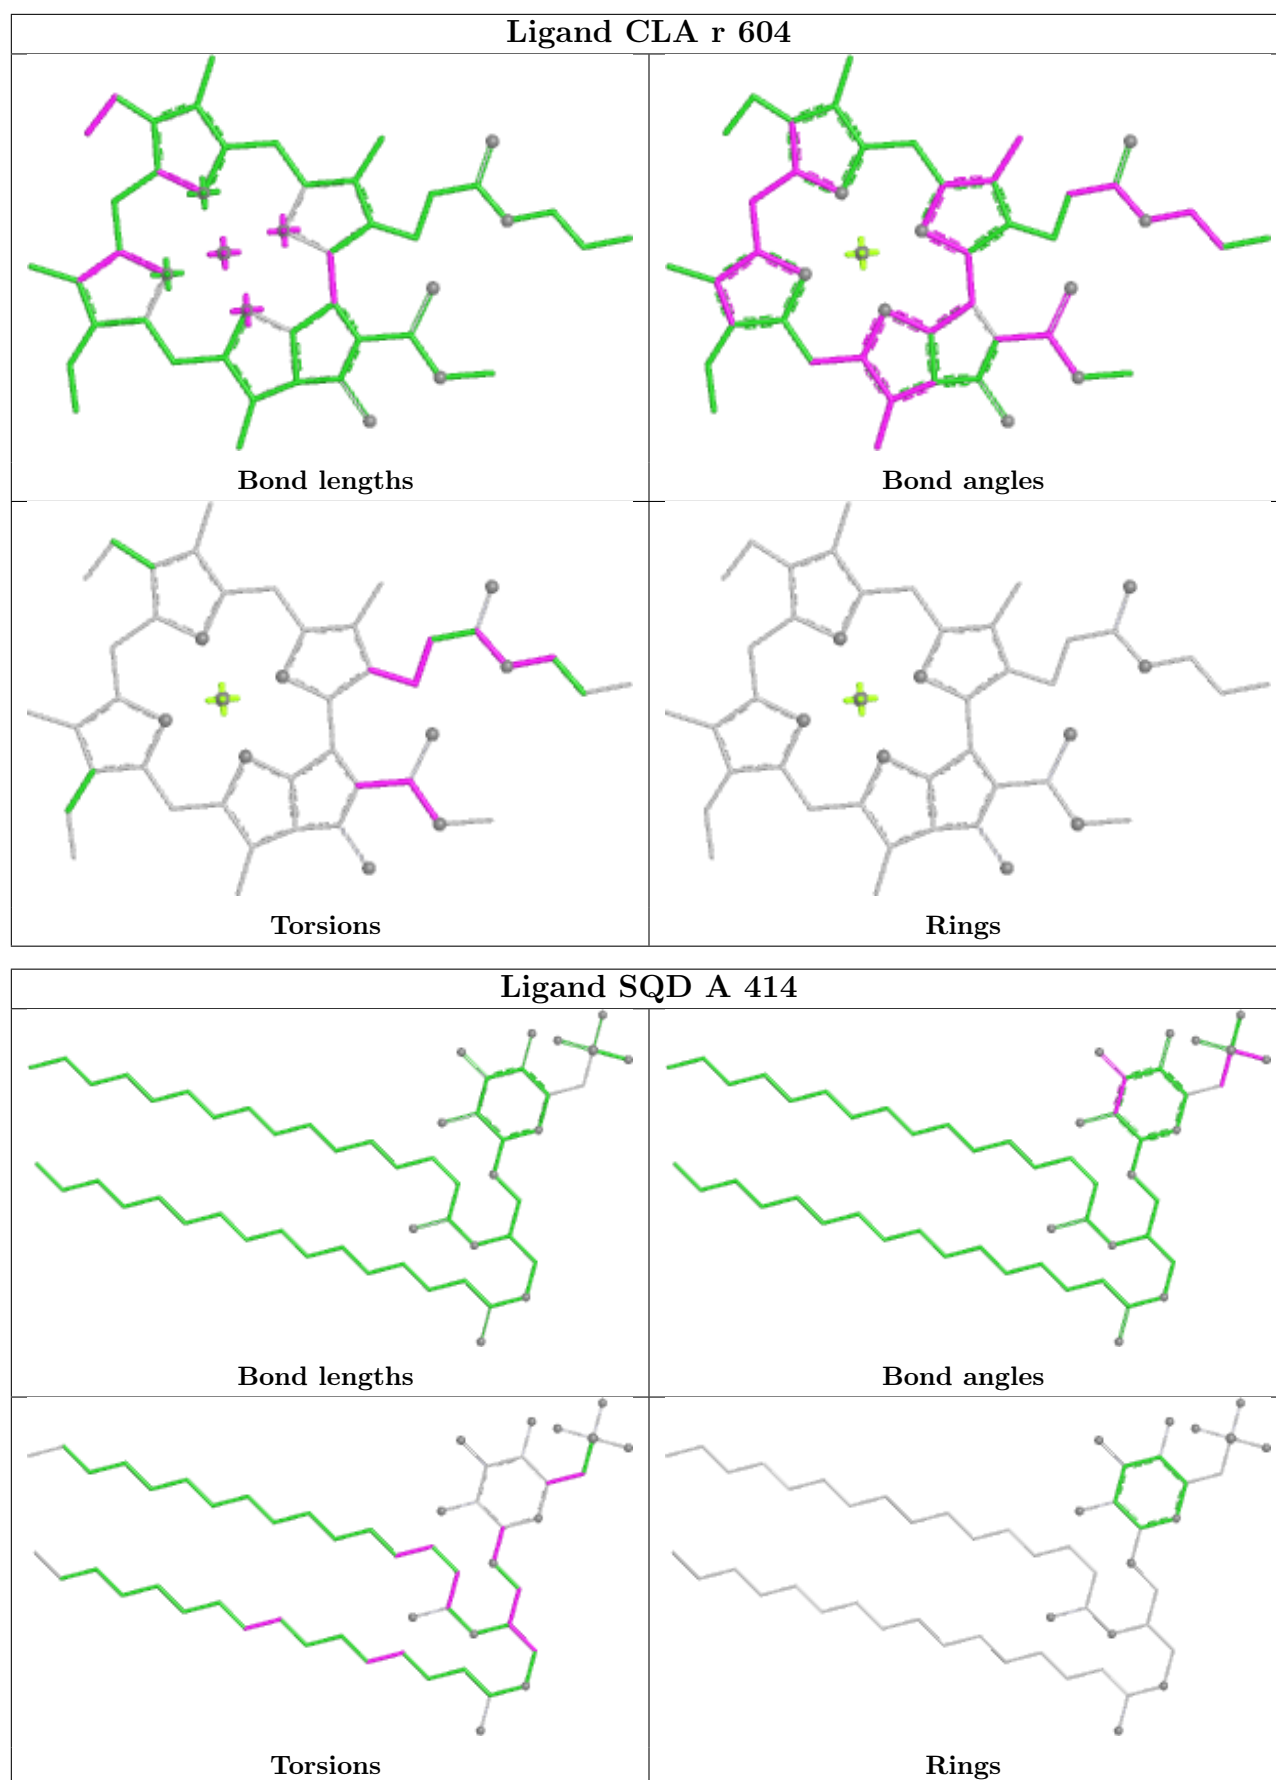 Ligand CLA r 604
Bond lengths
Bond angles
Torsions
Rings
Ligand SQD A 414
Bond lengths
Bond angles
Torsions
Rings